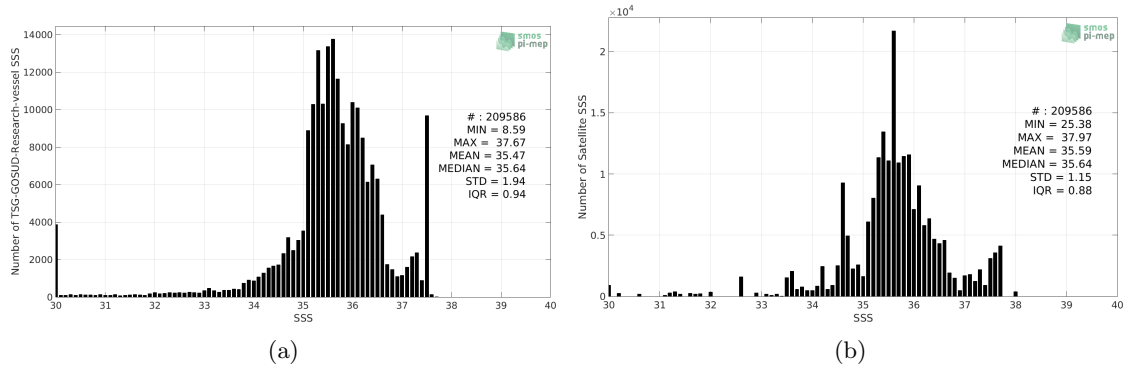 Number of TSG-GOSUD-Research-vessel SSS
14000
12000
10000
8000
6000
4000
2000
0
30 31 32 33 34 35 36 37 38 39 40
SSS
smos
pi-mep
# : 209586
MIN = 8.59
MAX = 37.67
MEAN = 35.47
MEDIAN = 35.64
STD = 1.94
IQR = 0.94
(a)
Number of Satellite SSS
×10⁴
2
1.5
1
0.5
0
30 31 32 33 34 35 36 37 38 39 40
SSS
smos
pi-mep
# : 209586
MIN = 25.38
MAX = 37.97
MEAN = 35.59
MEDIAN = 35.64
STD = 1.15
IQR = 0.88
(b)